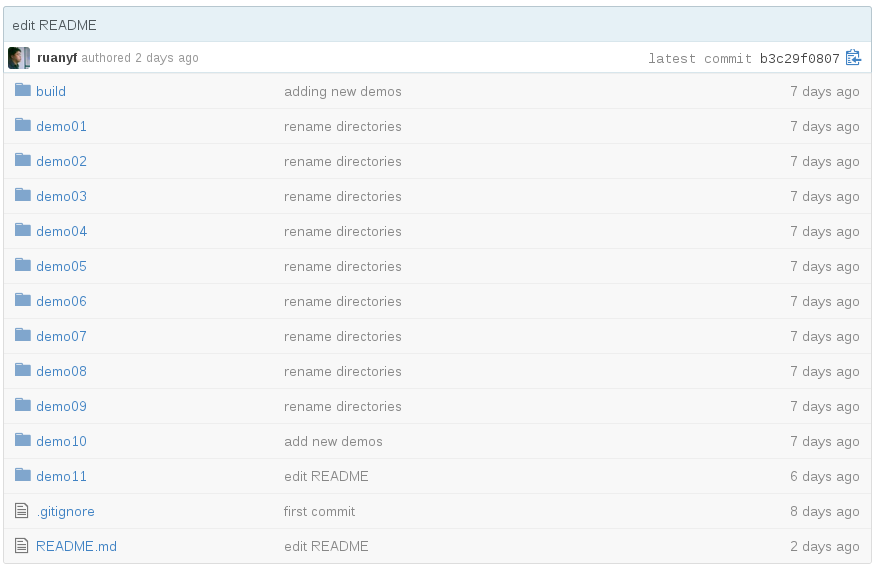 edit README
ruanyf authored 2 days ago latest commit b3c29f0807
build adding new demos 7 days ago
demo01 rename directories 7 days ago
demo02 rename directories 7 days ago
demo03 rename directories 7 days ago
demo04 rename directories 7 days ago
demo05 rename directories 7 days ago
demo06 rename directories 7 days ago
demo07 rename directories 7 days ago
demo08 rename directories 7 days ago
demo09 rename directories 7 days ago
demo10 add new demos 7 days ago
demo11 edit README 6 days ago
.gitignore first commit 8 days ago
README.md edit README 2 days ago